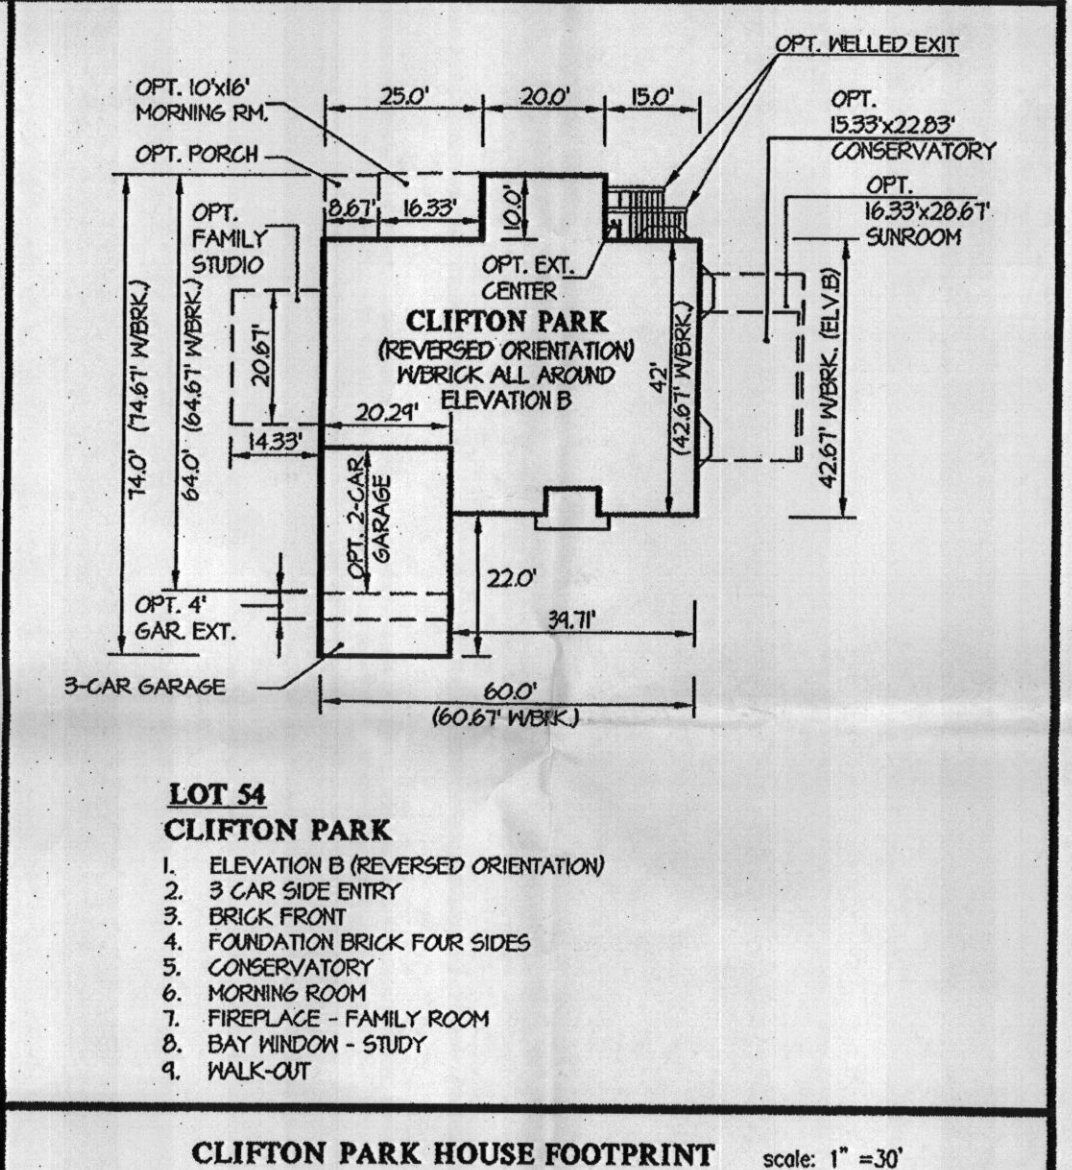 OPT. WELLED EXIT
OPT. 10'x16'
MORNING RM.
25.0'
20.0'
15.0'
OPT.
15.33'x22.83'
CONSERVATORY
OPT. PORCH
OPT.
16.33'x28.67'
SUNROOM
8.67'
16.33'
10.0'
OPT.
FAMILY
STUDIO
OPT. EXT.
CENTER
CLIFTON PARK
(REVERSED ORIENTATION)
W/BRICK ALL AROUND
ELEVATION B
74.0' (74.67' W/BRK.)
64.0' (64.67' W/BRK.)
20.67'
14.33'
20.29'
42'
(42.67' W/BRK.)
42.67' W/BRK. (ELV.B)
OPT. 2-CAR
GARAGE
22.0'
OPT. 4'
GAR. EXT.
39.71'
3-CAR GARAGE
60.0'
(60.67' W/BRK.)
LOT 54
CLIFTON PARK
1. ELEVATION B (REVERSED ORIENTATION)
2. 3 CAR SIDE ENTRY
3. BRICK FRONT
4. FOUNDATION BRICK FOUR SIDES
5. CONSERVATORY
6. MORNING ROOM
7. FIREPLACE - FAMILY ROOM
8. BAY WINDOW - STUDY
9. WALK-OUT
CLIFTON PARK HOUSE FOOTPRINT scale: 1" =30'